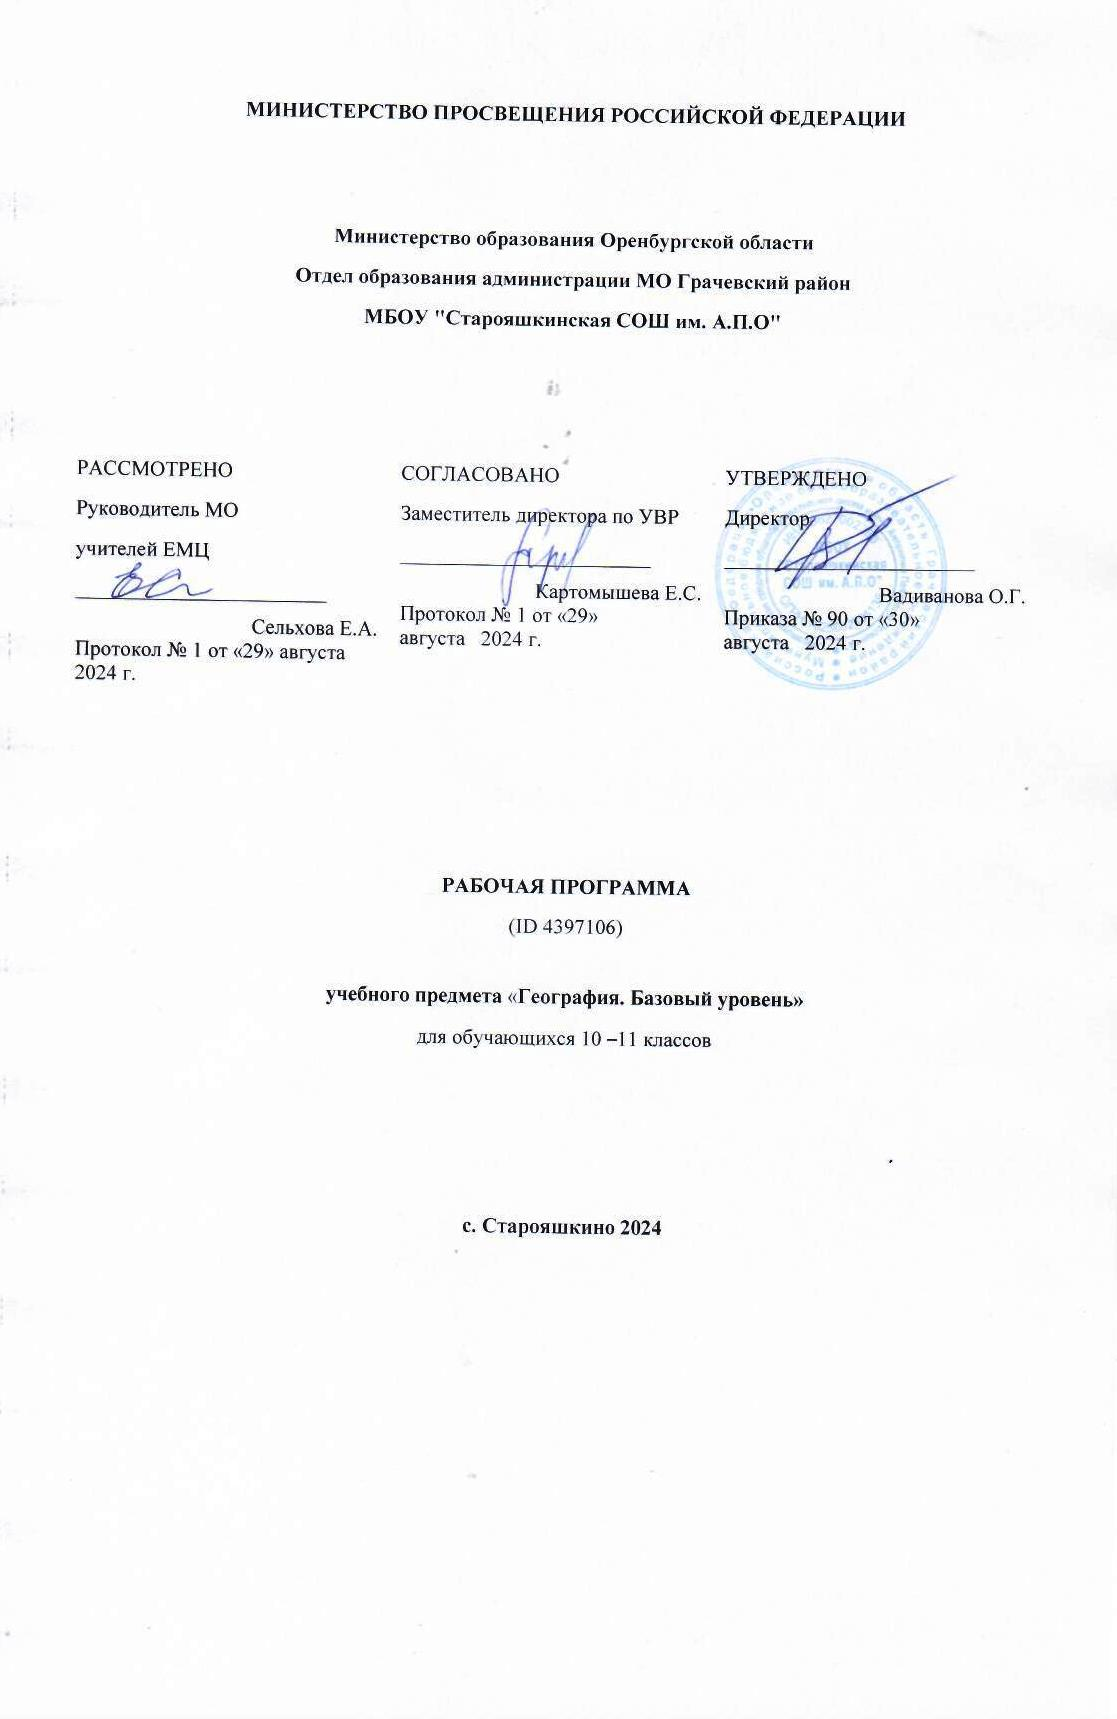 МИНИСТЕРСТВО ПРОСВЕЩЕНИЯ РОССИЙСКОЙ ФЕДЕРАЦИИ
Министерство образования Оренбургской области
Отдел образования администрации МО Грачевский район
МБОУ "Старояшкинская СОШ им. А.П.О"
РАССМОТРЕНО
Руководитель МО
учителей ЕМЦ
Сельхова Е.А.
Протокол № 1 от «29» августа
2024 г.
СОГЛАСОВАНО
Заместитель директора по УВР
Картомышева Е.С.
Протокол № 1 от «29»
августа 2024 г.
УТВЕРЖДЕНО
Директор
Вадиванова О.Г.
Приказа № 90 от «30»
августа 2024 г.
СОШ им. А.П.О"
РАБОЧАЯ ПРОГРАММА
(ID 4397106)
учебного предмета «География. Базовый уровень»
для обучающихся 10 –11 классов
с. Старояшкино 2024